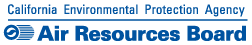 California Environmental Protection Agency
Air Resources Board